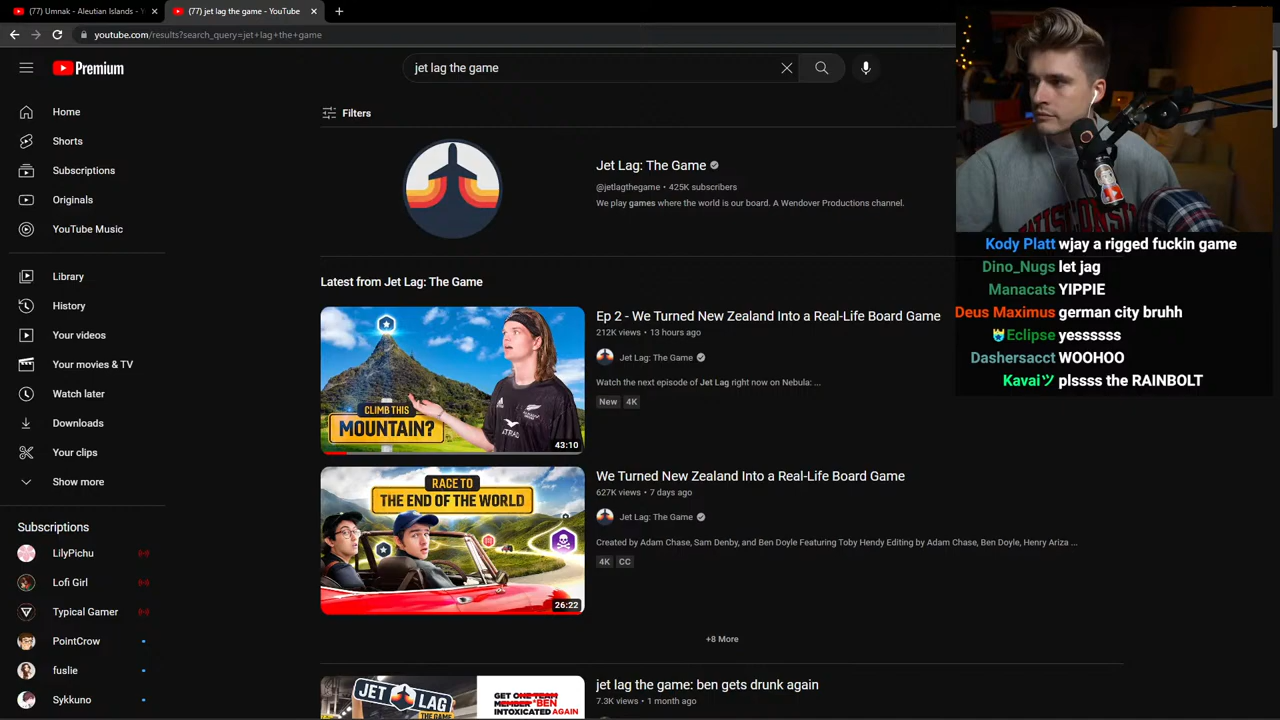 (77) Umnak - Aleutian Islands - Y
(77) jet lag the game - YouTube
youtube.com/results?search_query=jet+lag+the+game
Premium
jet lag the game
Home
Shorts
Subscriptions
Originals
YouTube Music
Library
History
Your videos
Your movies & TV
Watch later
Downloads
Your clips
Show more
Subscriptions
LilyPichu
Lofi Girl
Typical Gamer
PointCrow
fuslie
Sykkuno
Filters
Jet Lag: The Game
@jetlagthegame • 425K subscribers
We play games where the world is our board. A Wendover Productions channel.
Latest from Jet Lag: The Game
CLIMB THIS
MOUNTAIN?
43:10
Ep 2 - We Turned New Zealand Into a Real-Life Board Game
212K views • 13 hours ago
Jet Lag: The Game
Watch the next episode of Jet Lag right now on Nebula: ...
New 4K
RACE TO
THE END OF THE WORLD
26:22
We Turned New Zealand Into a Real-Life Board Game
627K views • 7 days ago
Jet Lag: The Game
Created by Adam Chase, Sam Denby, and Ben Doyle Featuring Toby Hendy Editing by Adam Chase, Ben Doyle, Henry Ariza ...
4K CC
+8 More
JET LAG
THE GAME
GET ONE TEAM
MEMBER *BEN
INTOXICATED AGAIN
jet lag the game: ben gets drunk again
7.3K views • 1 month ago
Kody Platt wjay a rigged fuckin game
Dino_Nugs let jag
Manacats YIPPIE
Deus Maximus german city bruhh
Eclipse yessssss
Dashersacct WOOHOO
Kavaiツ plssss the RAINBOLT